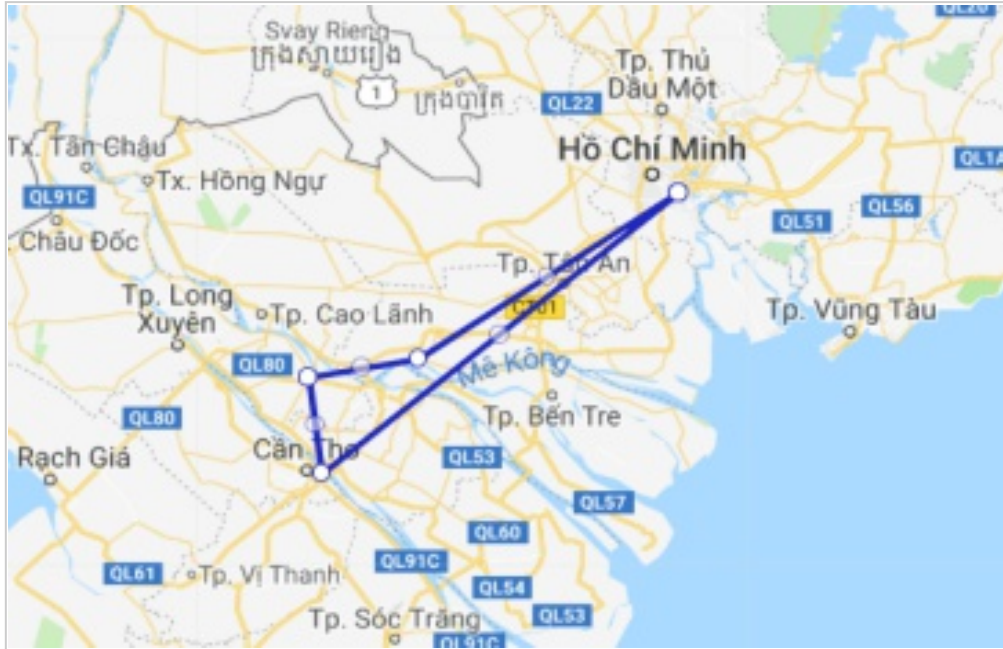 QL20
Svay Rieng
ក្រុងស្វាយរៀង
Tp. Thủ
Dầu Một
1
ក្រុងបាវិត
QL22
Tx. Tân Châu
Hồ Chí Minh
QL1A
Tx. Hồng Ngự
QL91C
QL56
QL51
Châu Đốc
Tp. Tân An
Tp. Long
Xuyên
Tp. Cao Lãnh
CT01
Tp. Vũng Tàu
QL80
Mê Kông
QL80
Tp. Bến Tre
Rạch Giá
Cần Thơ
QL53
QL57
QL60
QL91C
QL61
Tp. Vị Thanh
QL54
QL53
Tp. Sóc Trăng
QL91C